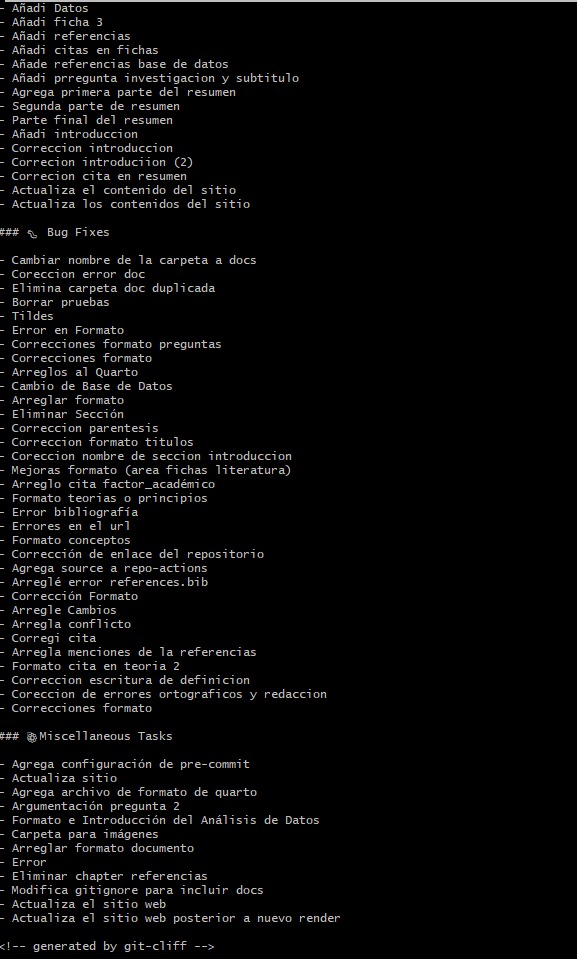 - Añadi Datos
- Añadi ficha 3
- Añadi referencias
- Añadi citas en fichas
- Añade referencias base de datos
- Añadi prregunta investigacion y subtitulo
- Agrega primera parte del resumen
- Segunda parte de resumen
- Parte final del resumen
- Añadi introduccion
- Correccion introduccion
- Correcion introduciion (2)
- Correcion cita en resumen
- Actualiza el contenido del sitio
- Actualiza los contenidos del sitio

### 🐛 Bug Fixes

- Cambiar nombre de la carpeta a docs
- Coreccion error doc
- Elimina carpeta doc duplicada
- Borrar pruebas
- Tildes
- Error en Formato
- Correcciones formato preguntas
- Correcciones formato
- Arreglos al Quarto
- Cambio de Base de Datos
- Arreglar formato
- Eliminar Sección
- Correccion parentesis
- Correccion formato titulos
- Coreccion nombre de seccion introduccion
- Mejoras formato (area fichas literatura)
- Arreglo cita factor_académico
- Formato teorias o principios
- Error bibliografía
- Errores en el url
- Formato conceptos
- Corrección de enlace del repositorio
- Agrega source a repo-actions
- Arreglé error references.bib
- Corrección Formato
- Arregle Cambios
- Arregla conflicto
- Corregi cita
- Arregla menciones de la referencias
- Formato cita en teoria 2
- Correccion escritura de definicion
- Coreccion de errores ortograficos y redaccion
- Correcciones formato

### Miscellaneous Tasks

- Agrega configuración de pre-commit
- Actualiza sitio
- Agrega archivo de formato de quarto
- Argumentación pregunta 2
- Formato e Introducción del Análisis de Datos
- Carpeta para imágenes
- Arreglar formato documento
- Error
- Eliminar chapter referencias
- Modifica gitignore para incluir docs
- Actualiza el sitio web
- Actualiza el sitio web posterior a nuevo render

<!-- generated by git-cliff -->